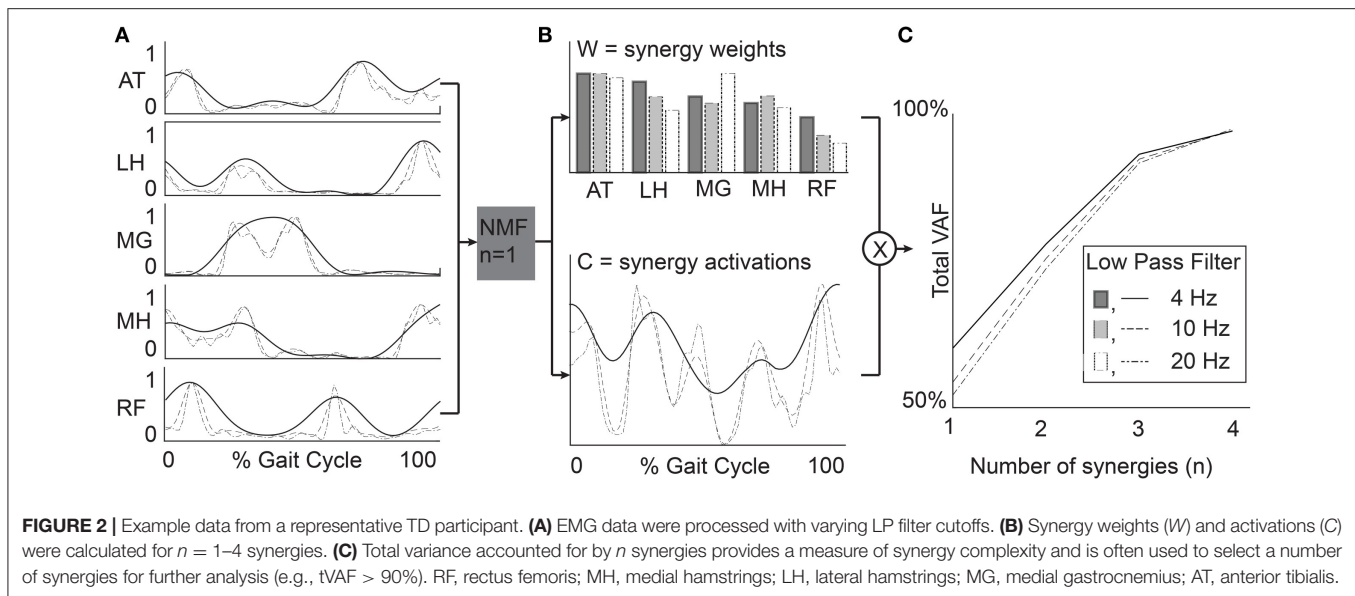 A
1
AT
0
LH
1
0
MG
1
0
MH
1
0
RF
1
0
0 % Gait Cycle 100
NMF
n=1
B
W = synergy weights
AT LH MG MH RF
C = synergy activations
0 % Gait Cycle 100
X
C
100%
Total VAF
50%
1 2 3 4
Number of synergies (n)
Low Pass Filter
, 4 Hz
, 10 Hz
, 20 Hz
FIGURE 2 | Example data from a representative TD participant. (A) EMG data were processed with varying LP filter cutoffs. (B) Synergy weights (W) and activations (C)
were calculated for n = 1–4 synergies. (C) Total variance accounted for by n synergies provides a measure of synergy complexity and is often used to select a number
of synergies for further analysis (e.g., tVAF > 90%). RF, rectus femoris; MH, medial hamstrings; LH, lateral hamstrings; MG, medial gastrocnemius; AT, anterior tibialis.